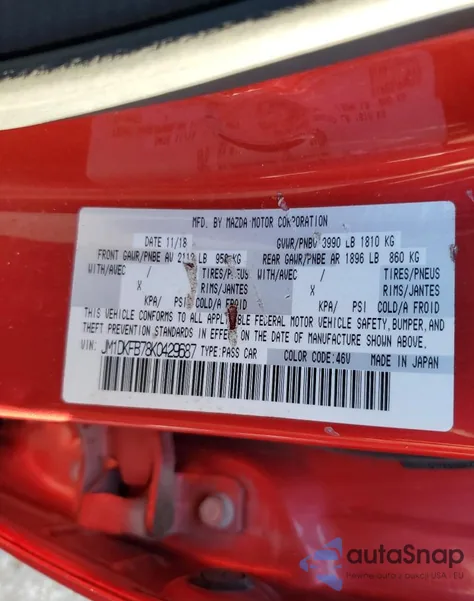 MFD. BY MAZDA MOTOR CORPORATION
DATE 11/18 GVWR/PNBV 3990 LB 1810 KG
FRONT GAWR/PNBE AV LB KG REAR GAWR/PNBE AR 1896 LB 860 KG
WITH/AVEC / TIRES/PNEUS WITH/AVEC / TIRES/PNEUS
X RIMS/JANTES X RIMS/JANTES
KPA/ PSI COLD/A FROID KPA/ PSI COLD/A FROID
THIS VEHICLE CONFORMS TO ALL APPLICABLE FEDERAL MOTOR VEHICLE SAFETY, BUMPER, AND
THEFT PREVENTION STANDARDS IN EFFECT ON THE DATE OF MANUFACTURE SHOWN ABOVE.
VIN: JM1DKFB78K0429687 TYPE:PASS CAR COLOR CODE:46V MADE IN JAPAN
autoSnap